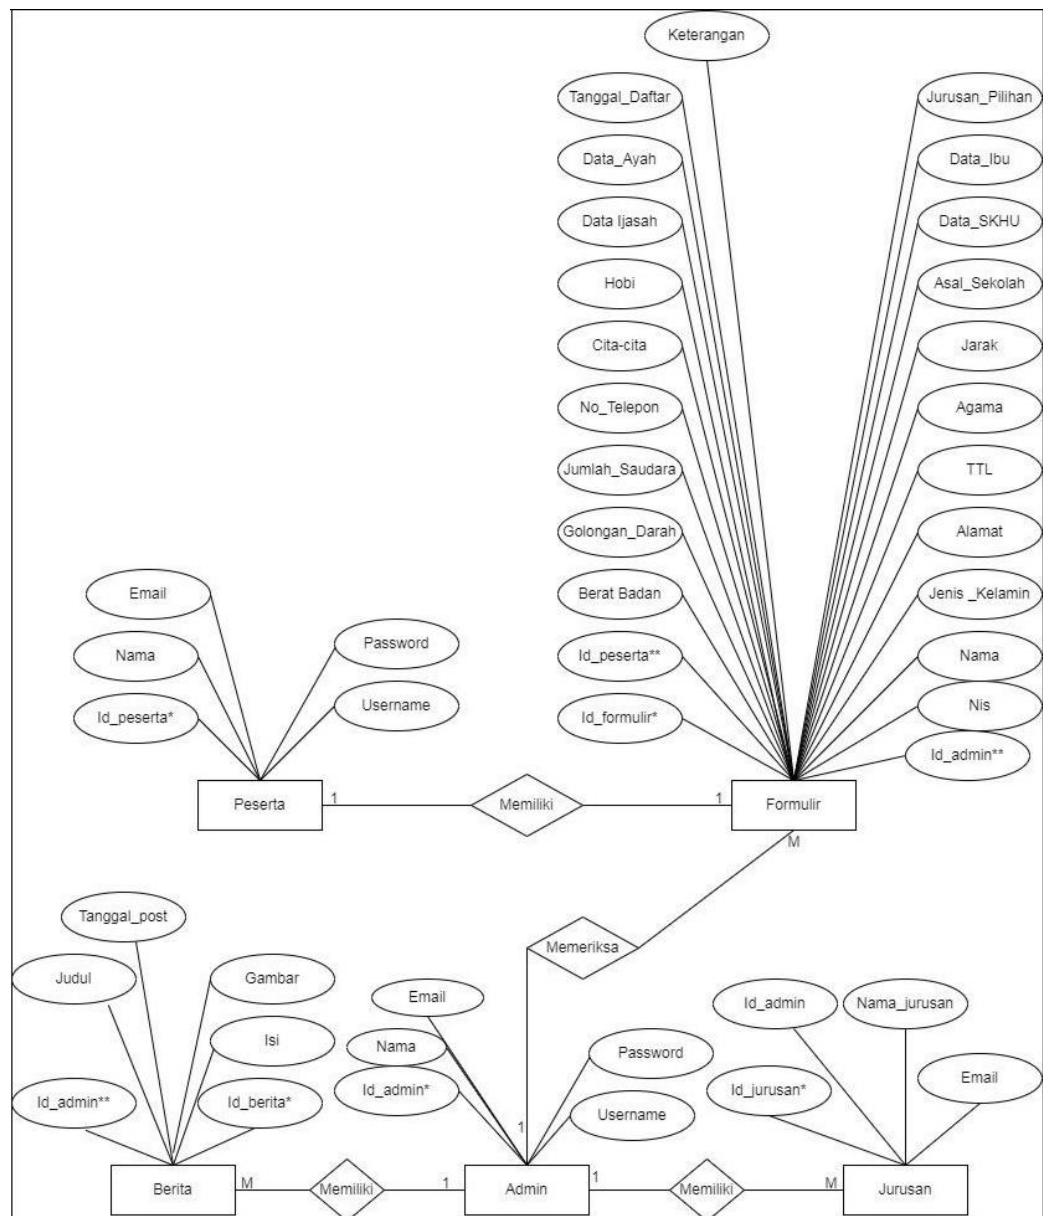 Keterangan
Tanggal_Daftar
Jurusan_Pilihan
Data_Ayah
Data_Ibu
Data Ijasah
Data_SKHU
Hobi
Asal_Sekolah
Cita-cita
Jarak
No_Telepon
Agama
Jumlah_Saudara
TTL
Golongan_Darah
Alamat
Email
Berat Badan
Jenis _Kelamin
Password
Nama
Id_peserta**
Nama
Username
Id_peserta*
Id_formulir*
Nis
Id_admin**
Peserta
1
Memiliki
1
Formulir
M
Tanggal_post
Memeriksa
Judul
Gambar
Email
Id_admin
Nama_jurusan
Isi
Nama
Password
Id_admin**
Id_berita*
Id_admin*
Username
Id_jurusan*
Email
1
Berita
M
Memiliki
1
Admin
1
Memiliki
M
Jurusan